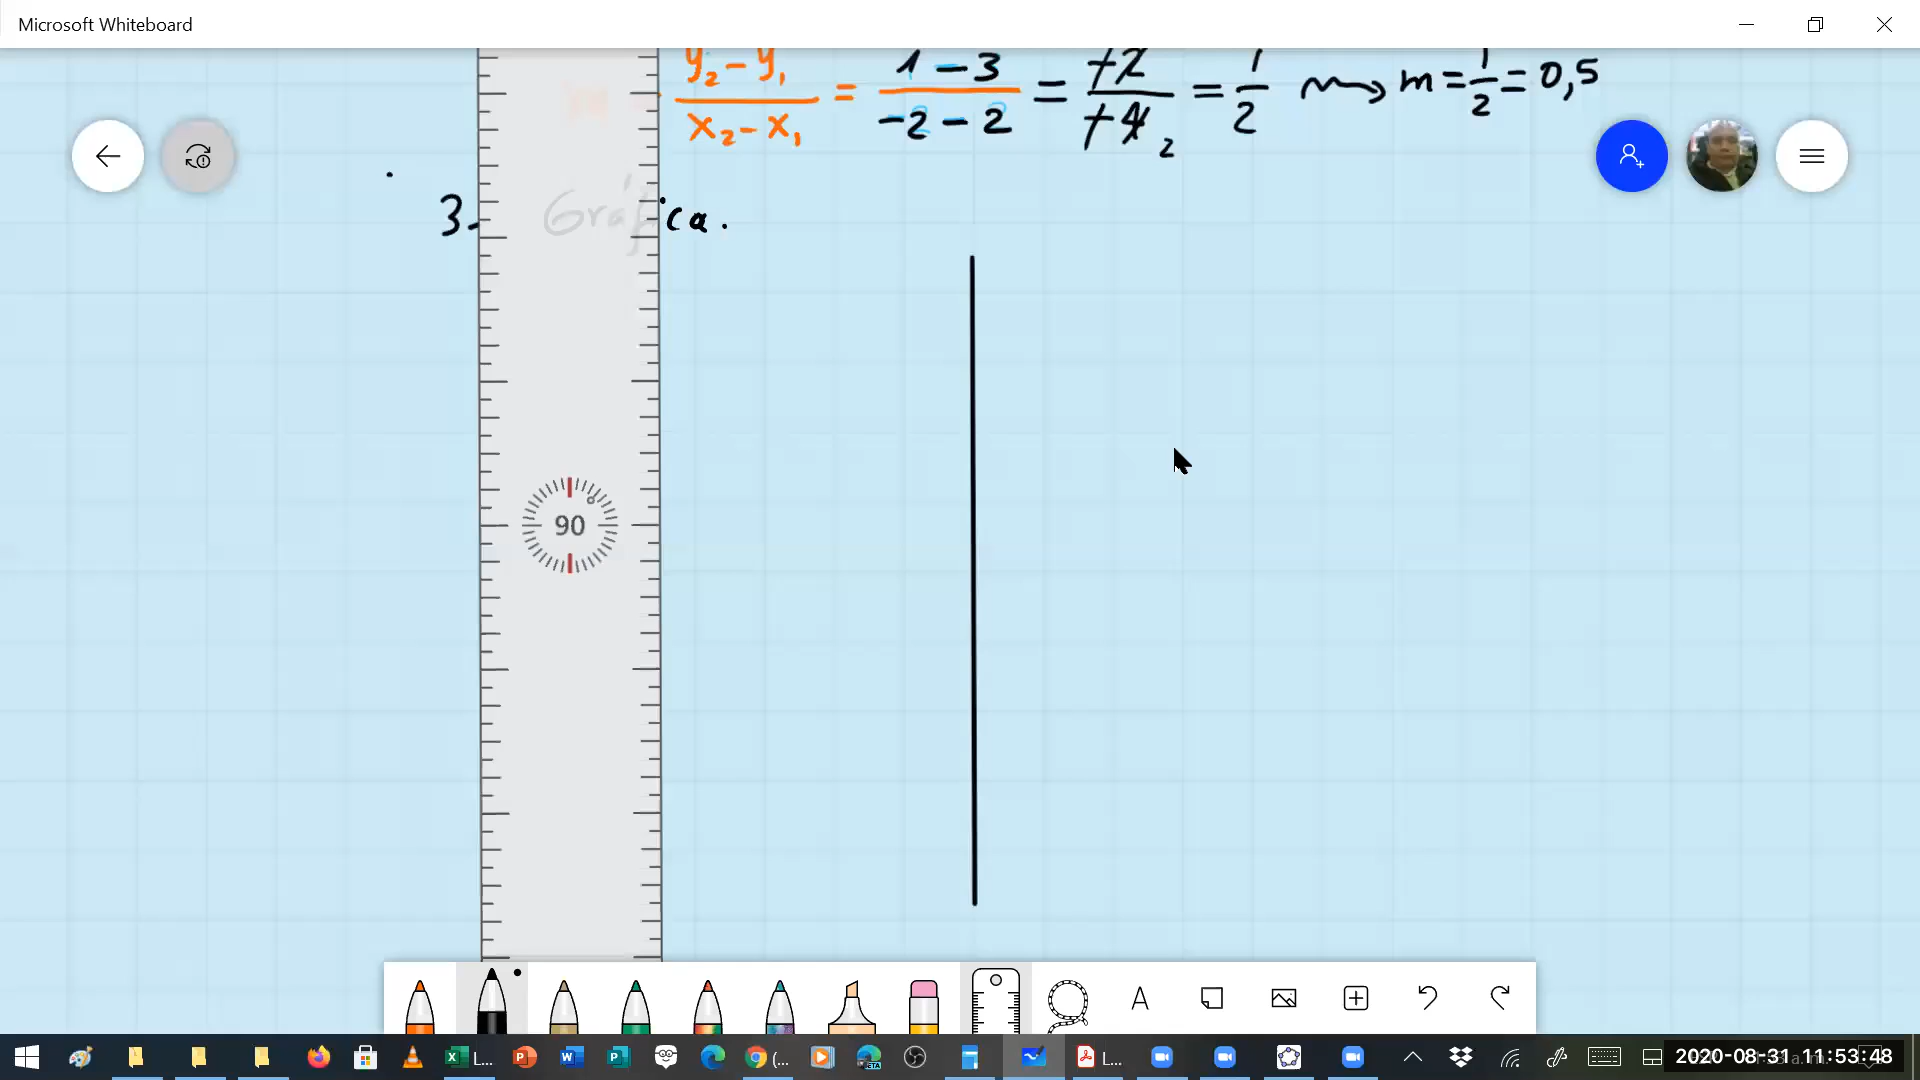 Microsoft Whiteboard
y₂ - y₁ / x₂ - x₁ = 1 - 3 / -2 - 2 = +2 / +4 2 = 1 / 2 → m = 1/2 = 0,5
3. Gráfica.
90
A
L...
(...
L...
2020-08-31 11:53:48